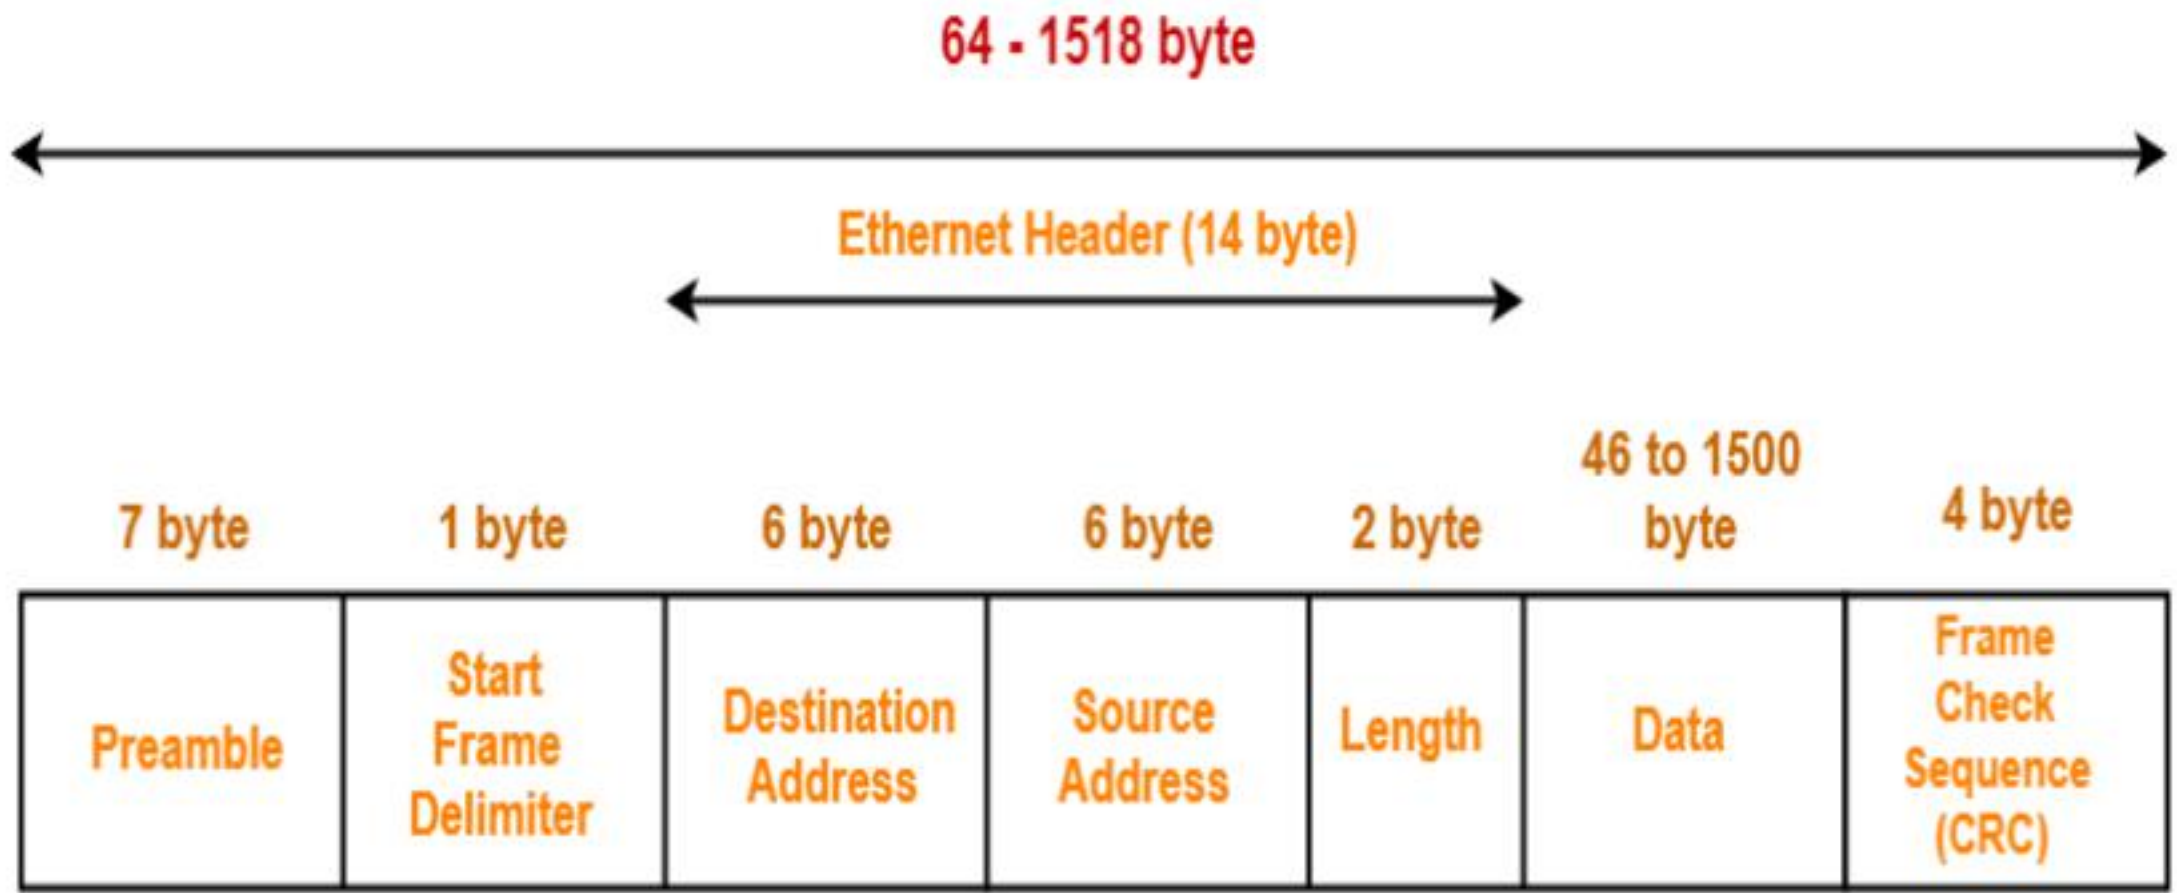 64 - 1518 byte
Ethernet Header (14 byte)
7 byte
1 byte
6 byte
6 byte
2 byte
46 to 1500
byte
4 byte
Preamble
Start
Frame
Delimiter
Destination
Address
Source
Address
Length
Data
Frame
Check
Sequence
(CRC)